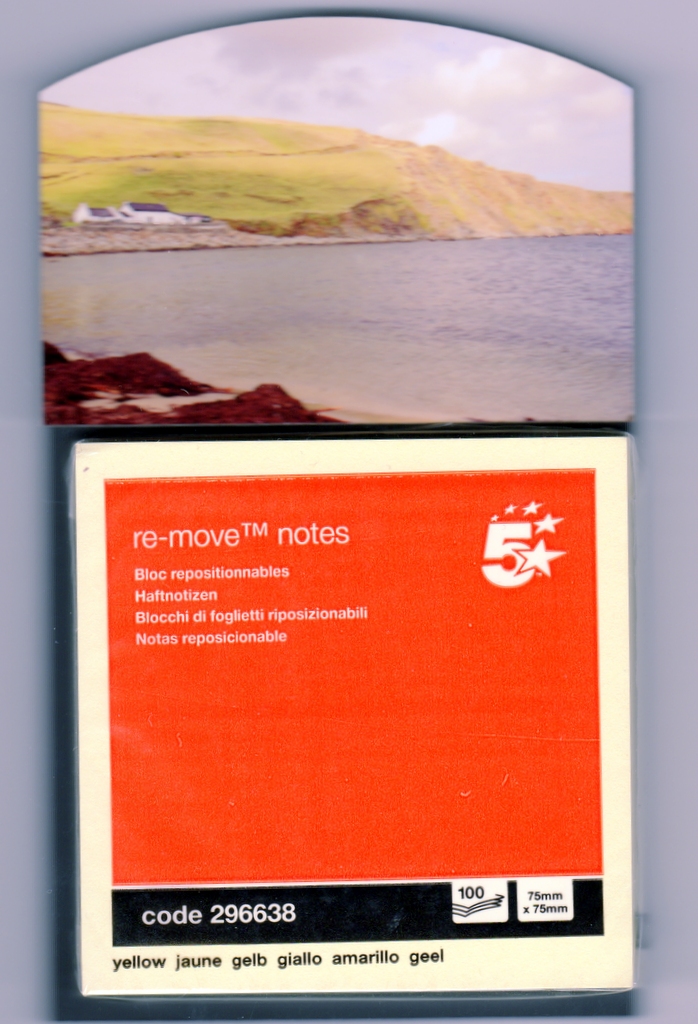 re-move™ notes
5
Bloc repositionnables
Haftnotizen
Blocchi di foglietti riposizionabili
Notas reposicionable
code 296638
100
75mm
x 75mm
yellow jaune gelb giallo amarillo geel